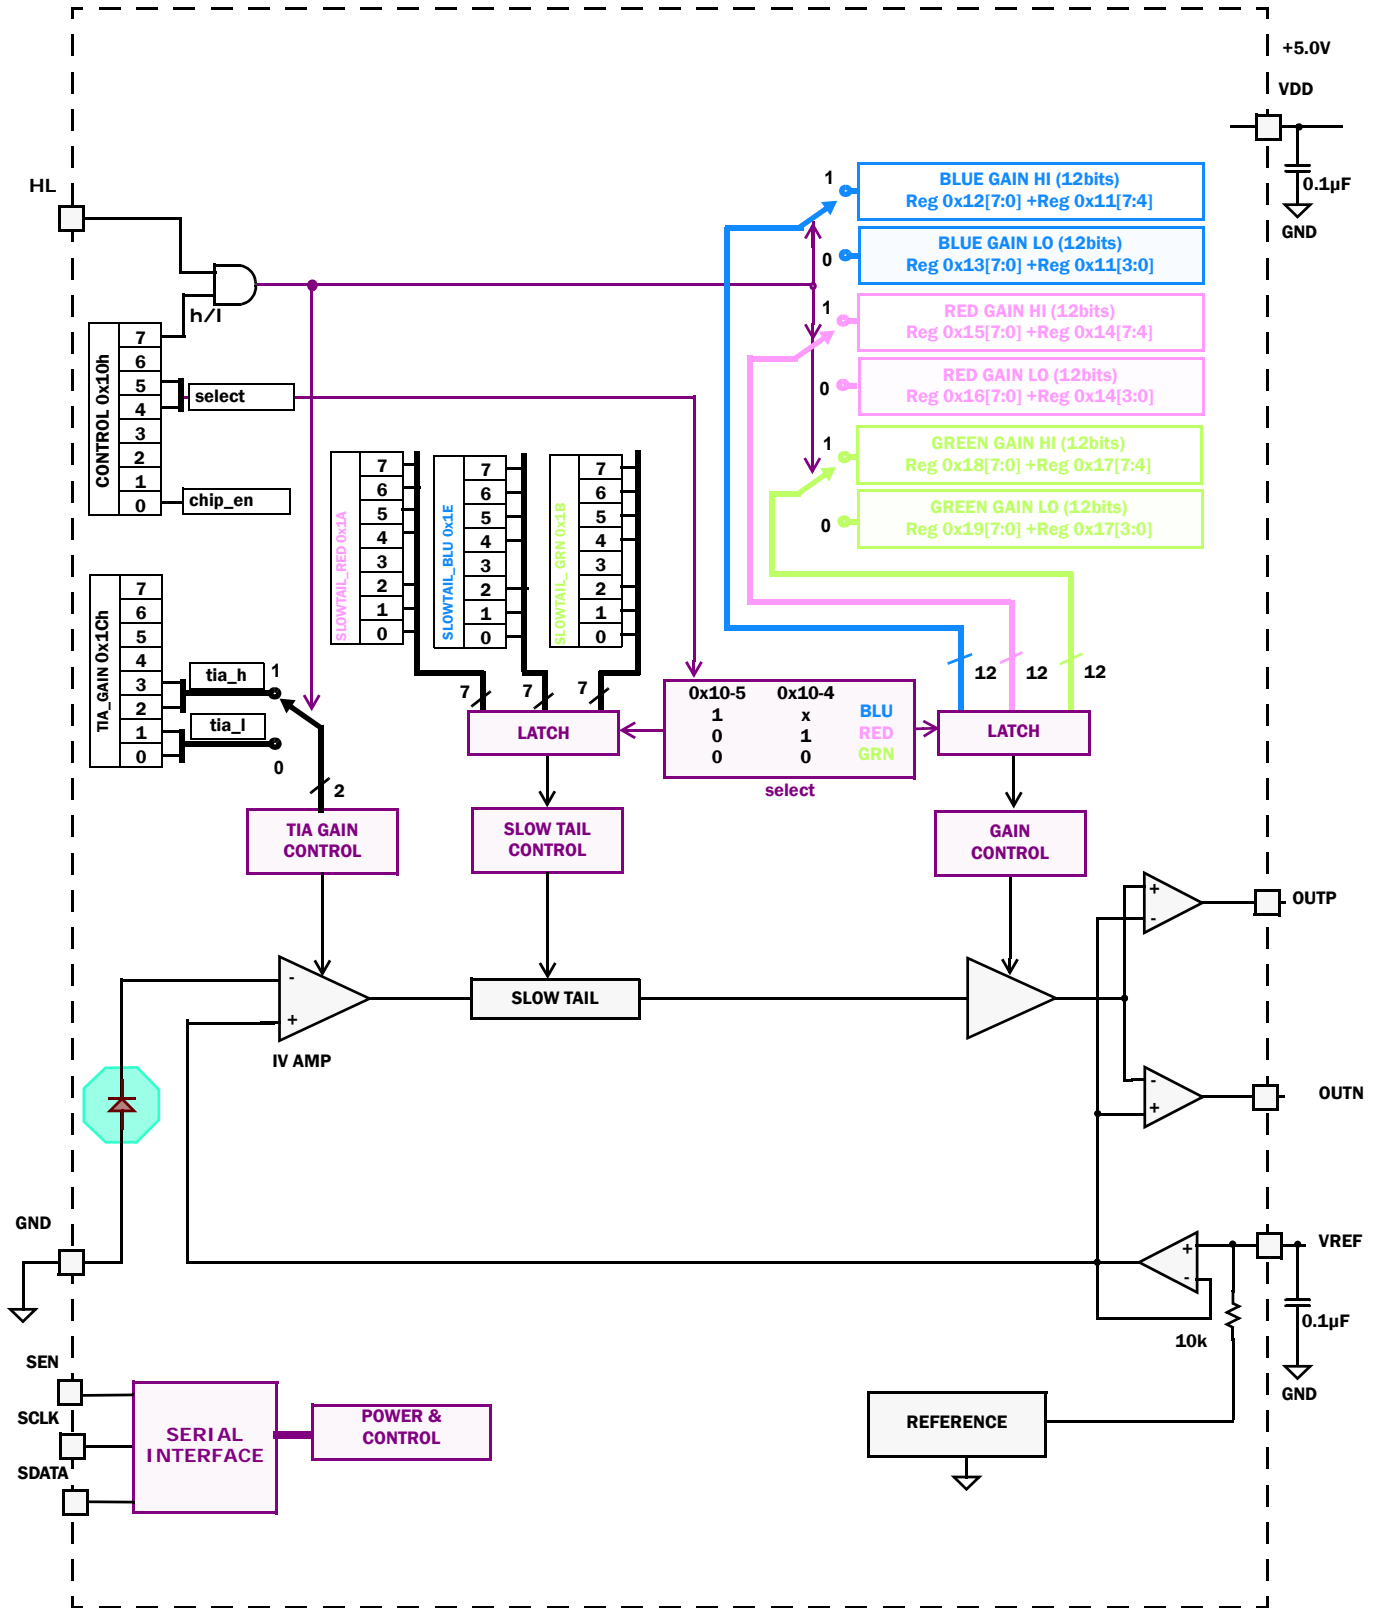 +5.0V
VDD
0.1µF
GND
HL
h/l
CONTROL 0x10h
7
6
5
4
3
2
1
0
select
chip_en
1
BLUE GAIN HI (12bits)
Reg 0x12[7:0] +Reg 0x11[7:4]
0
BLUE GAIN LO (12bits)
Reg 0x13[7:0] +Reg 0x11[3:0]
1
RED GAIN HI (12bits)
Reg 0x15[7:0] +Reg 0x14[7:4]
0
RED GAIN LO (12bits)
Reg 0x16[7:0] +Reg 0x14[3:0]
1
GREEN GAIN HI (12bits)
Reg 0x18[7:0] +Reg 0x17[7:4]
0
GREEN GAIN LO (12bits)
Reg 0x19[7:0] +Reg 0x17[3:0]
SLOWTAIL_RED 0x1A
7
6
5
4
3
2
1
0
SLOWTAIL_BLU 0x1E
7
6
5
4
3
2
1
0
SLOWTAIL_ GRN 0x1B
7
6
5
4
3
2
1
0
TIA_GAIN 0x1Ch
7
6
5
4
3
2
1
0
tia_h
1
tia_l
0
2
7
7
7
12
12
12
LATCH
0x10-5 0x10-4
1 x BLU
0 1 RED
0 0 GRN
select
LATCH
TIA GAIN
CONTROL
SLOW TAIL
CONTROL
GAIN
CONTROL
+
-
OUTP
-
+
IV AMP
SLOW TAIL
-
+
OUTN
GND
+
-
VREF
10k
0.1µF
GND
SEN
SCLK
SDATA
SERIAL
INTERFACE
POWER &
CONTROL
REFERENCE